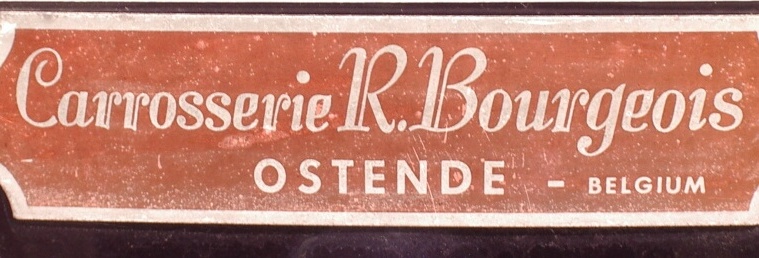 Carrosserie R. Bourgeois
OSTENDE - BELGIUM